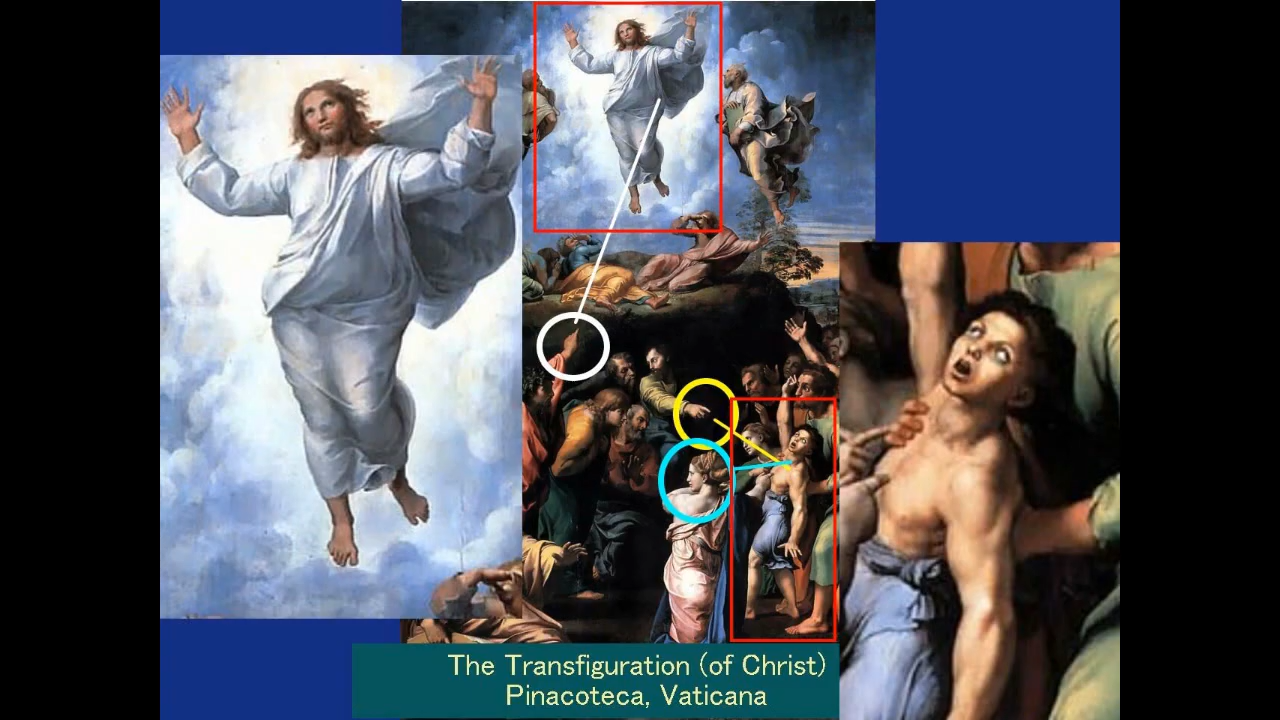 The Transfiguration (of Christ)
Pinacoteca, Vaticana